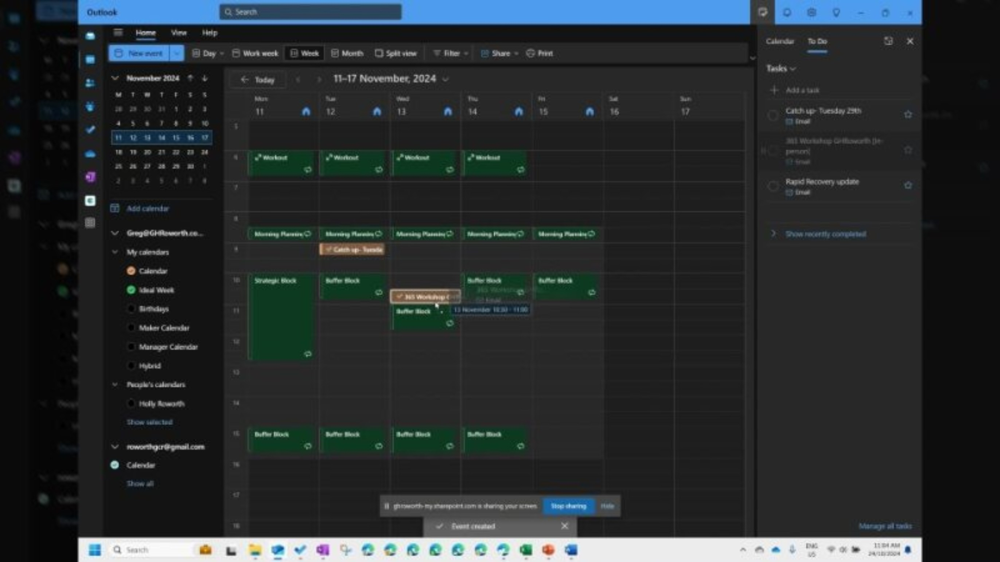 Outlook
Search
Home View Help
New event Day Work week Week Month Split view Filter Share Print
Calendar To Do
Tasks
Add a task
Catch up- Tuesday 29th
Email
365 Workshop GHRoworth [In-
person]
Email
Rapid Recovery update
Email
Show recently completed
Manage all tasks
November 2024
M T W T F S S
28 29 30 31 1 2 3
4 5 6 7 8 9 10
11 12 13 14 15 16 17
18 19 20 21 22 23 24
25 26 27 28 29 30 1
2 3 4 5 6 7 8
Add calendar
Greg@GHRoworth.co...
My calendars
Calendar
Ideal Week
Birthdays
Maker Calendar
Manager Calendar
Hybrid
People's calendars
Holly Roworth
Show selected
roworthgcr@gmail.com
Calendar
Show all
Today 11–17 November, 2024
Mon Tue Wed Thu Fri Sat Sun
11 12 13 14 15 16 17
5
6
Workout Workout Workout Workout
7
8
Morning Planning Morning Planning Morning Planning Morning Planning Morning Planning
9
Catch up- Tuesda
10
Strategic Block Buffer Block Buffer Block Buffer Block
365 Workshop
11
Buffer Block
13 November 10:30 - 11:00
12
13
14
15
Buffer Block Buffer Block Buffer Block Buffer Block
16
17
18
ghroworth-my.sharepoint.com is sharing your screen. Stop sharing Hide
Event created
Search
ENG
US
11:04 AM
24/10/2024